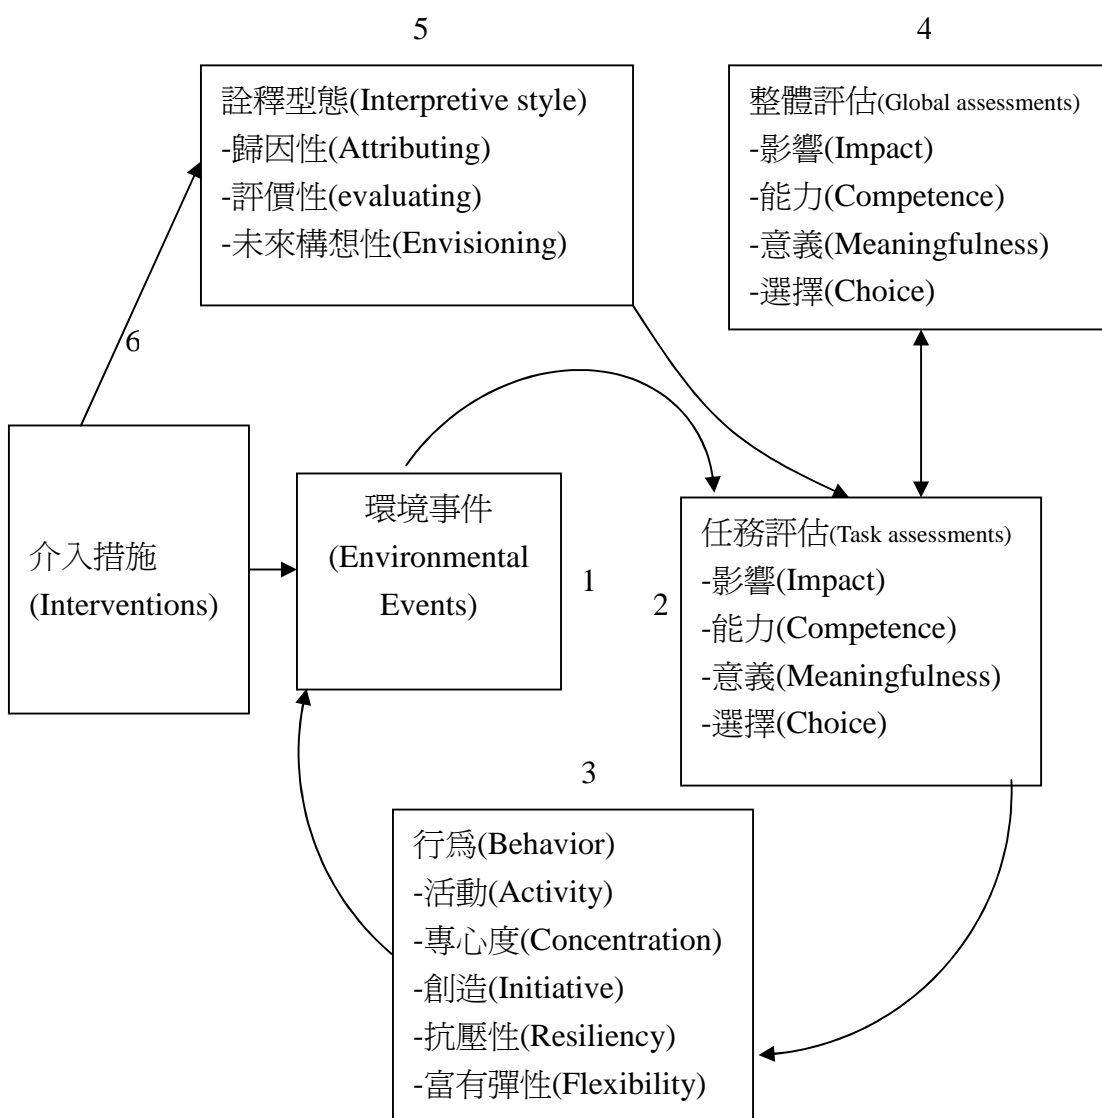 5
4
詮釋型態(Interpretive style)
-歸因性(Attributing)
-評價性(evaluating)
-未來構想性(Envisioning)
整體評估(Global assessments)
-影響(Impact)
-能力(Competence)
-意義(Meaningfulness)
-選擇(Choice)
6
介入措施
(Interventions)
環境事件
(Environmental
Events)
1
2
任務評估(Task assessments)
-影響(Impact)
-能力(Competence)
-意義(Meaningfulness)
-選擇(Choice)
3
行為(Behavior)
-活動(Activity)
-專心度(Concentration)
-創造(Initiative)
-抗壓性(Resiliency)
-富有彈性(Flexibility)